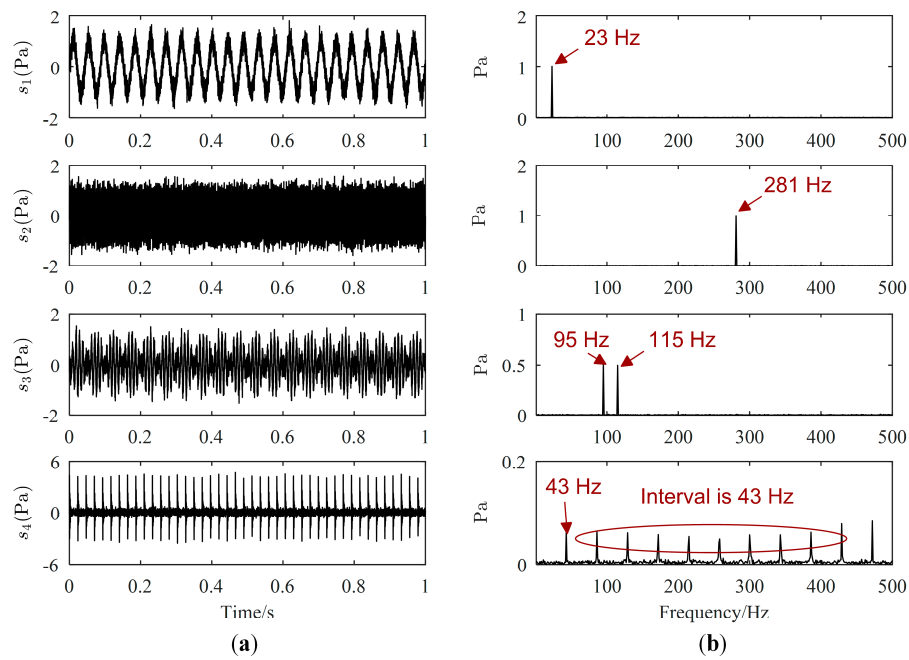 2
0
-2
s1(Pa)
0 0.2 0.4 0.6 0.8 1
2
1
0
Pa
23 Hz
100 200 300 400 500
2
0
-2
s2(Pa)
0 0.2 0.4 0.6 0.8 1
2
1
0
Pa
281 Hz
100 200 300 400 500
2
0
-2
s3(Pa)
0 0.2 0.4 0.6 0.8 1
1
0.5
0
Pa
95 Hz 115 Hz
100 200 300 400 500
6
0
-6
s4(Pa)
0 0.2 0.4 0.6 0.8 1
Time/s
(a)
0.2
0
Pa
43 Hz
Interval is 43 Hz
100 200 300 400 500
Frequency/Hz
(b)